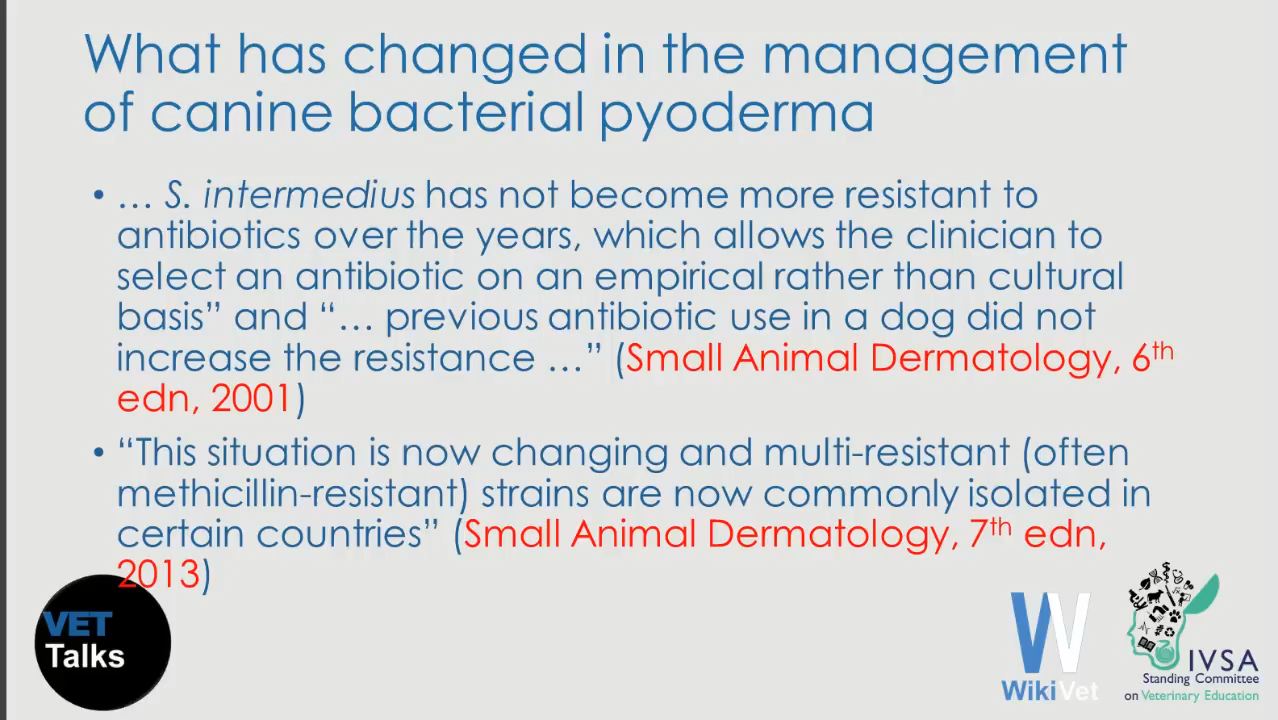 What has changed in the management
of canine bacterial pyoderma
• … S. intermedius has not become more resistant to
antibiotics over the years, which allows the clinician to
select an antibiotic on an empirical rather than cultural
basis” and “… previous antibiotic use in a dog did not
increase the resistance …” (Small Animal Dermatology, 6th
edn, 2001)
• “This situation is now changing and multi-resistant (often
methicillin-resistant) strains are now commonly isolated in
certain countries” (Small Animal Dermatology, 7th edn,
2013)
VET
Talks
W
WikiVet
IVSA
Standing Committee
on Veterinary Education